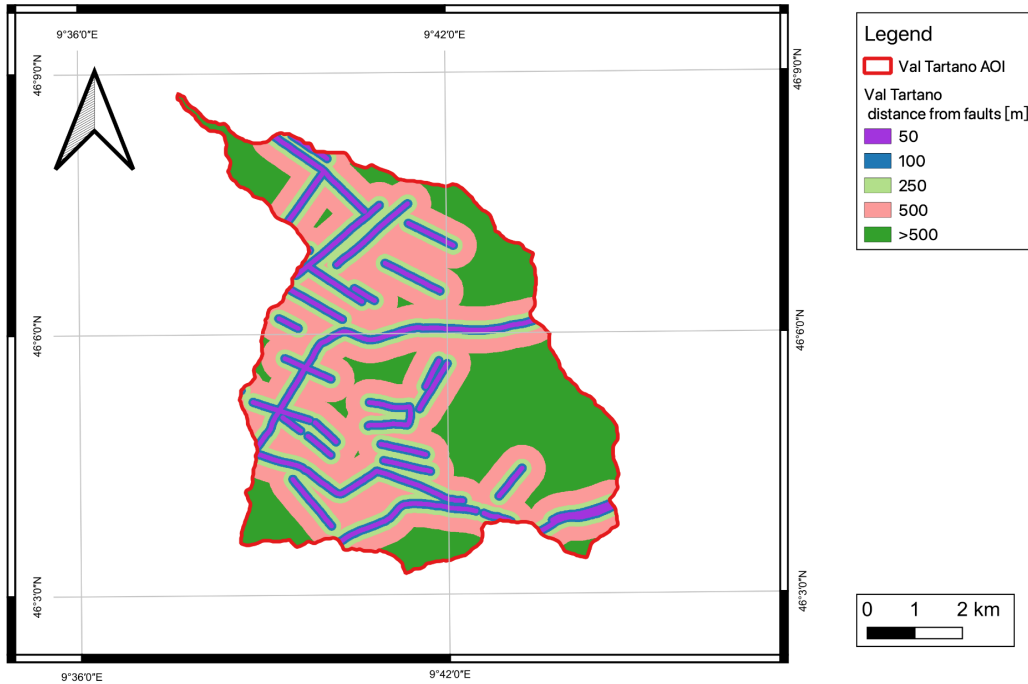 9°36'0"E
9°42'0"E
46°9'0"N
46°9'0"N
46°6'0"N
46°6'0"N
46°3'0"N
46°3'0"N
9°36'0"E
9°42'0"E
Legend
Val Tartano AOI
Val Tartano
distance from faults [m]
50
100
250
500
>500
0 1 2 km